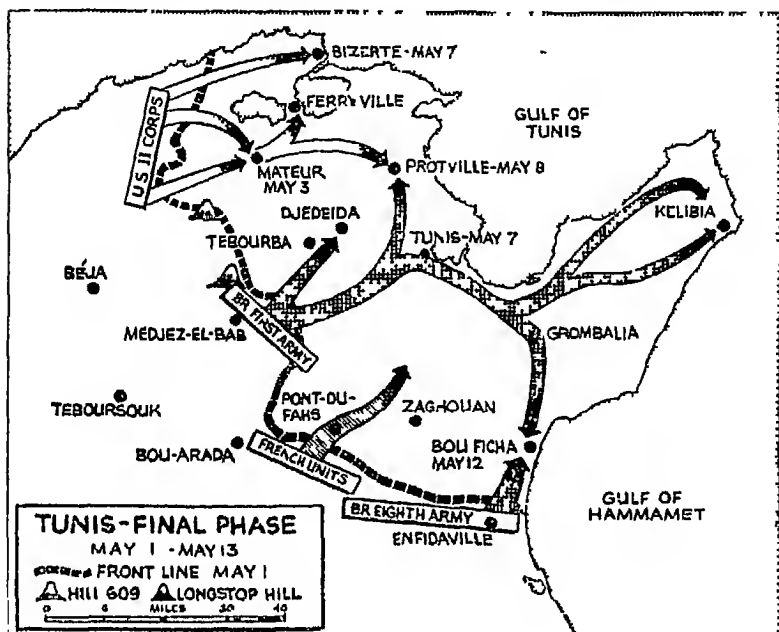 BIZERTE-MAY 7
FERRYVILLE
GULF OF
TUNIS
US II CORPS
MATEUR
MAY 3
PROTVILLE-MAY 8
DJEDEIDA
KELIBIA
TEBOURBA
TUNIS-MAY 7
BÉJA
BR FIRST ARMY
MEDJEZ-EL-BAB
GROMBALIA
PONT-DU-
FAHS
TEBOURSOUK
ZAGHOUAN
BOU-ARADA
FRENCH UNITS
BOU FICHA
MAY 12
BR EIGHTH ARMY
ENFIDAVILLE
GULF OF
HAMMAMET
TUNIS-FINAL PHASE
MAY 1 - MAY 13
FRONT LINE MAY 1
HILL 609 LONGSTOP HILL
0 MILES 30 40